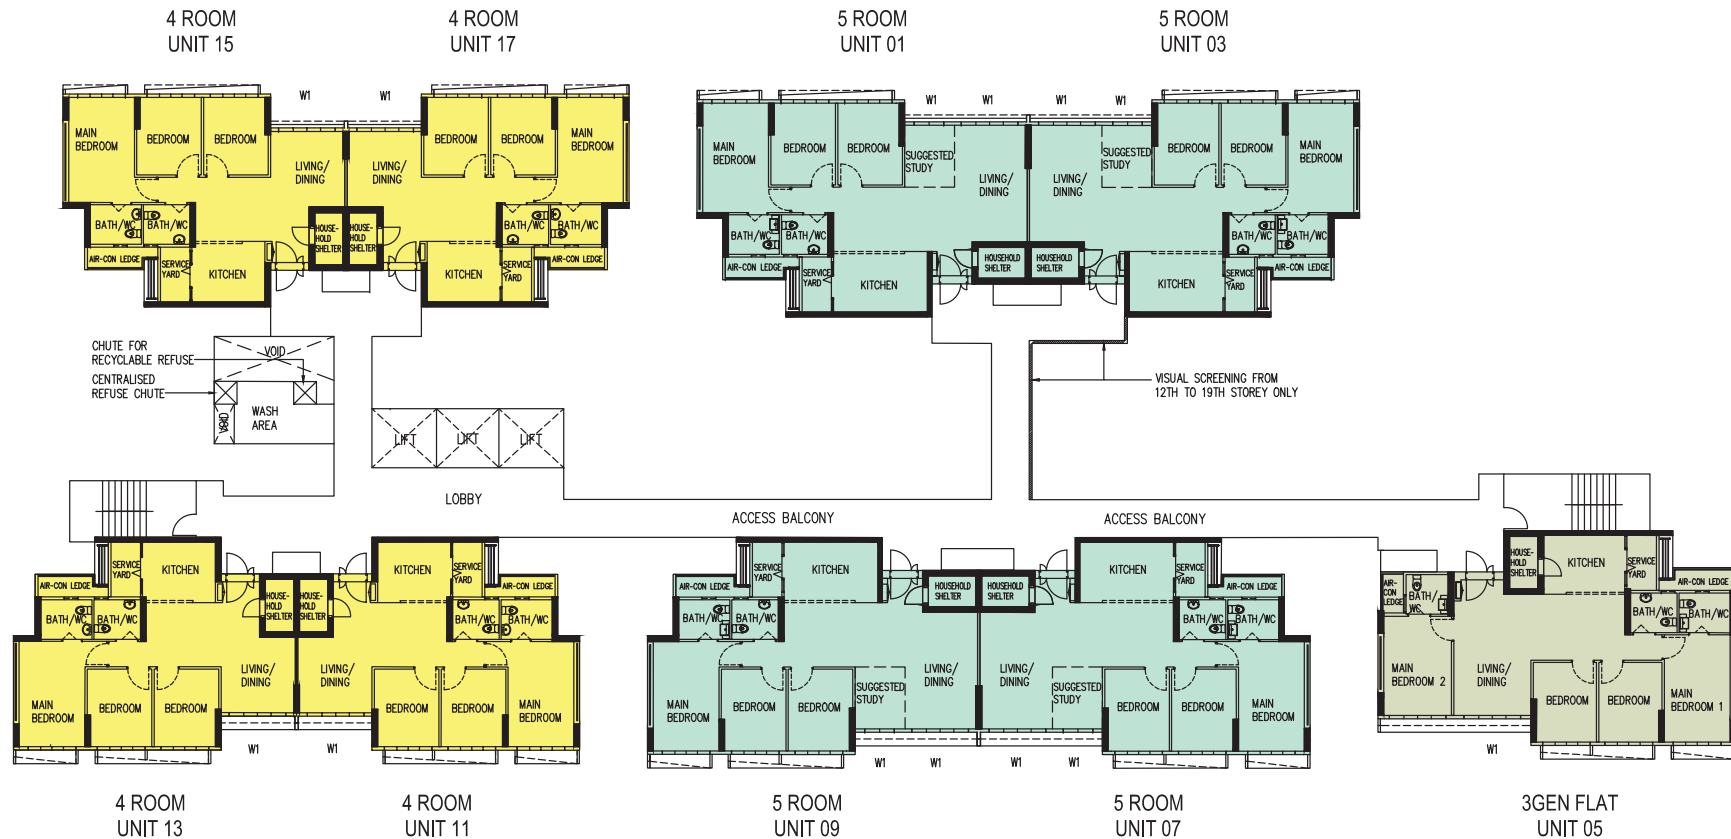 4 ROOM
UNIT 15
4 ROOM
UNIT 17
5 ROOM
UNIT 01
5 ROOM
UNIT 03
W1
W1
MAIN
BEDROOM
BEDROOM
BEDROOM
LIVING/
DINING
LIVING/
DINING
BEDROOM
BEDROOM
MAIN
BEDROOM
BATH/WC
BATH/WC
HOUSE-
HOLD
SHELTER
HOUSE-
HOLD
SHELTER
BATH/WC
BATH/WC
AIR-CON LEDGE
SERVICE
YARD
KITCHEN
KITCHEN
SERVICE
YARD
AIR-CON LEDGE
W1
W1
W1
W1
MAIN
BEDROOM
BEDROOM
BEDROOM
SUGGESTED
STUDY
LIVING/
DINING
LIVING/
DINING
SUGGESTED
STUDY
BEDROOM
BEDROOM
MAIN
BEDROOM
BATH/WC
BATH/WC
HOUSEHOLD
SHELTER
HOUSEHOLD
SHELTER
BATH/WC
BATH/WC
AIR-CON LEDGE
SERVICE
YARD
KITCHEN
KITCHEN
SERVICE
YARD
AIR-CON LEDGE
CHUTE FOR
RECYCLABLE REFUSE
CENTRALISED
REFUSE CHUTE
VOID
WASH
AREA
LIFT
LIFT
LIFT
VISUAL SCREENING FROM
12TH TO 19TH STOREY ONLY
LOBBY
ACCESS BALCONY
ACCESS BALCONY
SERVICE
YARD
KITCHEN
KITCHEN
SERVICE
YARD
AIR-CON LEDGE
AIR-CON LEDGE
BATH/WC
BATH/WC
HOUSE-
HOLD
SHELTER
HOUSE-
HOLD
SHELTER
BATH/WC
BATH/WC
MAIN
BEDROOM
BEDROOM
BEDROOM
LIVING/
DINING
LIVING/
DINING
BEDROOM
BEDROOM
MAIN
BEDROOM
W1
W1
SERVICE
YARD
KITCHEN
KITCHEN
SERVICE
YARD
AIR-CON LEDGE
HOUSEHOLD
SHELTER
HOUSEHOLD
SHELTER
AIR-CON LEDGE
BATH/WC
BATH/WC
BATH/WC
BATH/WC
MAIN
BEDROOM
BEDROOM
BEDROOM
SUGGESTED
STUDY
LIVING/
DINING
LIVING/
DINING
SUGGESTED
STUDY
BEDROOM
BEDROOM
MAIN
BEDROOM
W1
W1
W1
W1
HOUSE-
HOLD
SHELTER
KITCHEN
SERVICE
YARD
AIR-CON LEDGE
AIR-
CON
LEDGE
BATH/
WC
BATH/WC
BATH/WC
MAIN
BEDROOM 2
LIVING/
DINING
BEDROOM
BEDROOM
MAIN
BEDROOM 1
W1
4 ROOM
UNIT 13
4 ROOM
UNIT 11
5 ROOM
UNIT 09
5 ROOM
UNIT 07
3GEN FLAT
UNIT 05